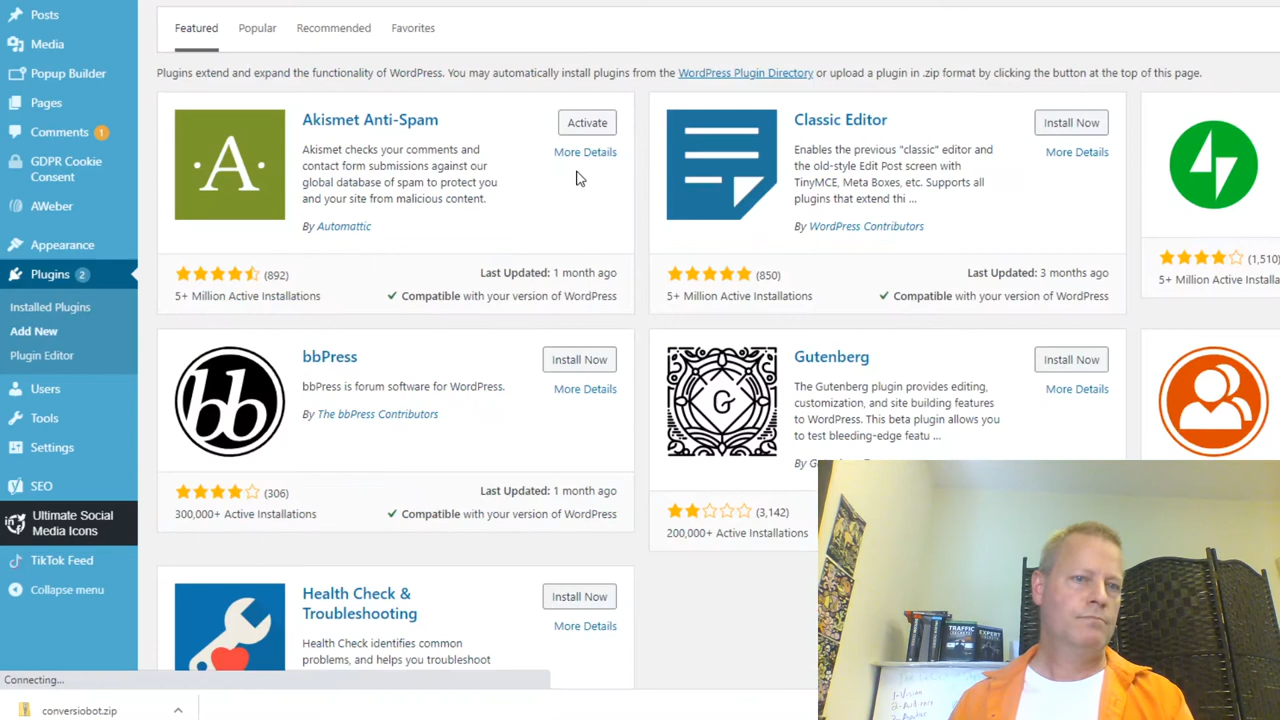 Posts
Media
Popup Builder
Pages
Comments 1
GDPR Cookie
Consent
AWeber
Appearance
Plugins 2
Installed Plugins
Add New
Plugin Editor
Users
Tools
Settings
SEO
Ultimate Social
Media Icons
TikTok Feed
Collapse menu
Featured Popular Recommended Favorites
Plugins extend and expand the functionality of WordPress. You may automatically install plugins from the WordPress Plugin Directory or upload a plugin in .zip format by clicking the button at the top of this page.
·A·
Akismet Anti-Spam
Activate
More Details
Akismet checks your comments and
contact form submissions against our
global database of spam to protect you
and your site from malicious content.
By Automattic
(892)
Last Updated: 1 month ago
5+ Million Active Installations
Compatible with your version of WordPress
Classic Editor
Install Now
More Details
Enables the previous "classic" editor and
the old-style Edit Post screen with
TinyMCE, Meta Boxes, etc. Supports all
plugins that extend thi ...
By WordPress Contributors
(850)
Last Updated: 3 months ago
5+ Million Active Installations
Compatible with your version of WordPress
(1,510)
5+ Million Active Installa
bb
bbPress
Install Now
More Details
bbPress is forum software for WordPress.
By The bbPress Contributors
(306)
Last Updated: 1 month ago
300,000+ Active Installations
Compatible with your version of WordPress
G
Gutenberg
Install Now
More Details
The Gutenberg plugin provides editing,
customization, and site building features
to WordPress. This beta plugin allows you
to test bleeding-edge featu ...
By G
(3,142)
200,000+ Active Installations
Health Check &
Troubleshooting
Install Now
More Details
Health Check identifies common
problems, and helps you troubleshoot
TRAFFIC
SECRETS
EXPERT
SECRETS
Connecting...
conversiobot.zip